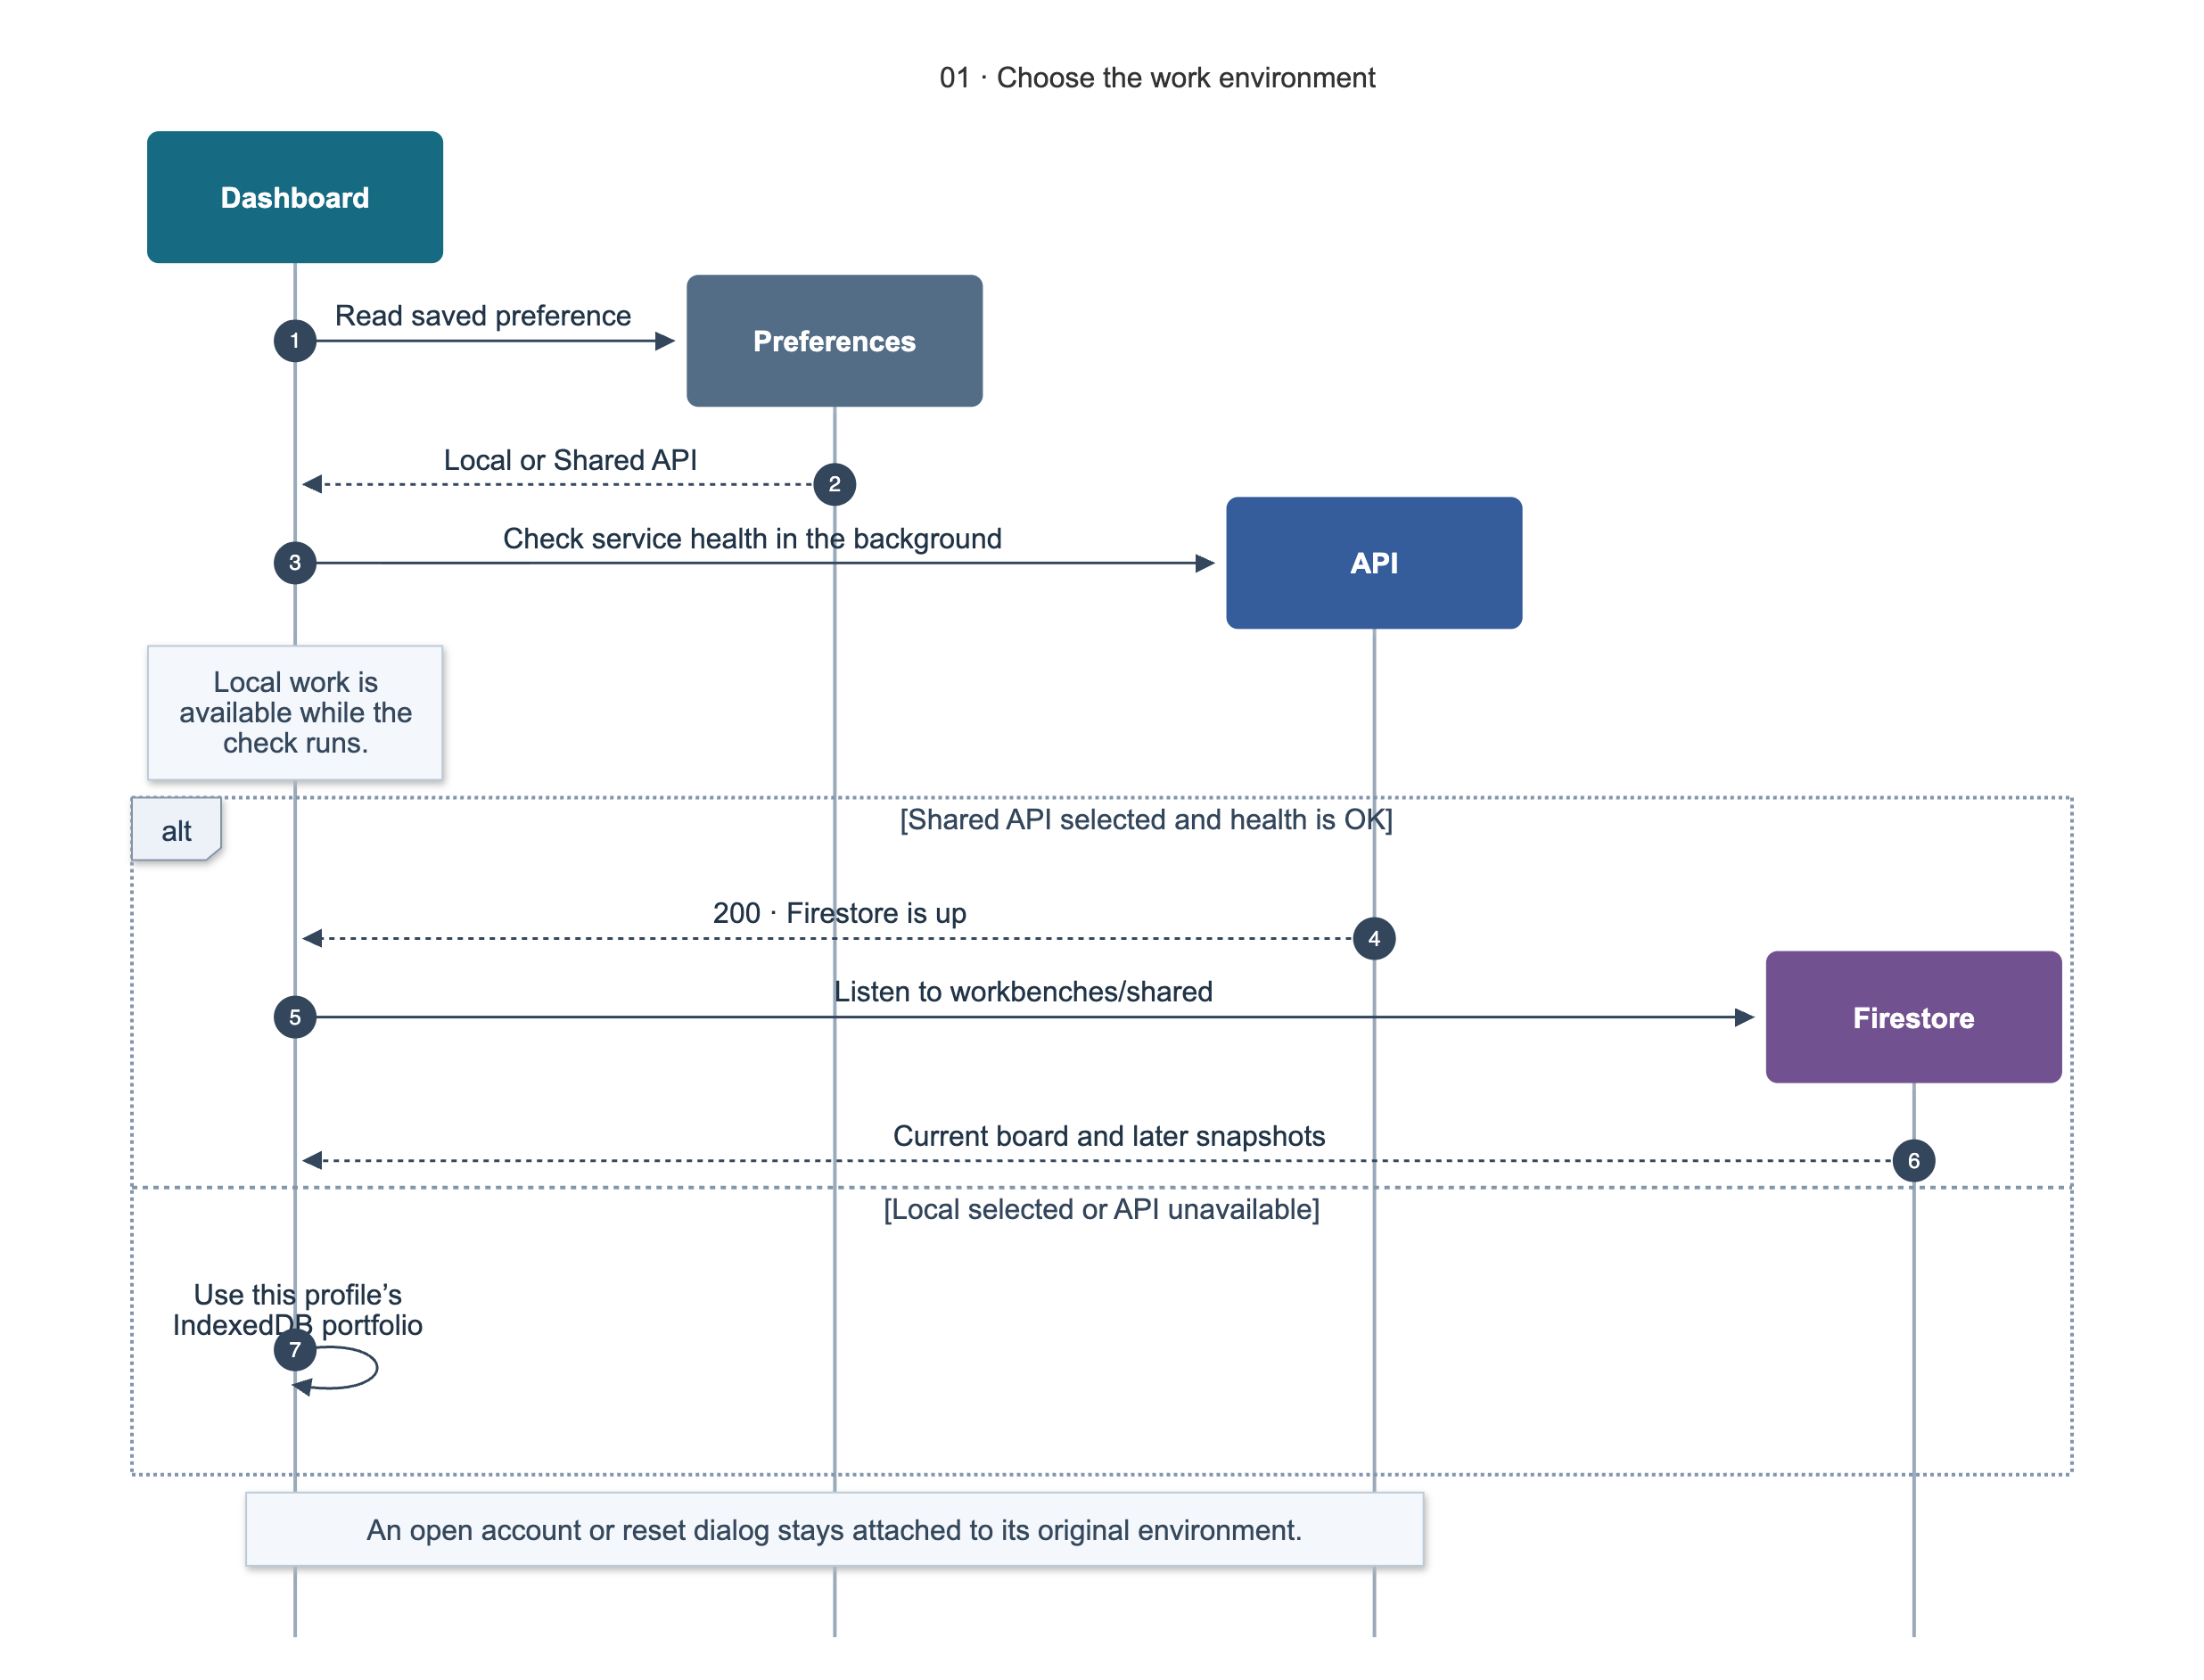 01 · Choose the work environment
Dashboard
Read saved preference
1
Preferences
Local or Shared API
2
Check service health in the background
3
API
Local work is
available while the
check runs.
alt
[Shared API selected and health is OK]
200 · Firestore is up
4
Listen to workbenches/shared
5
Firestore
Current board and later snapshots
6
[Local selected or API unavailable]
Use this profile’s
IndexedDB portfolio
7
An open account or reset dialog stays attached to its original environment.